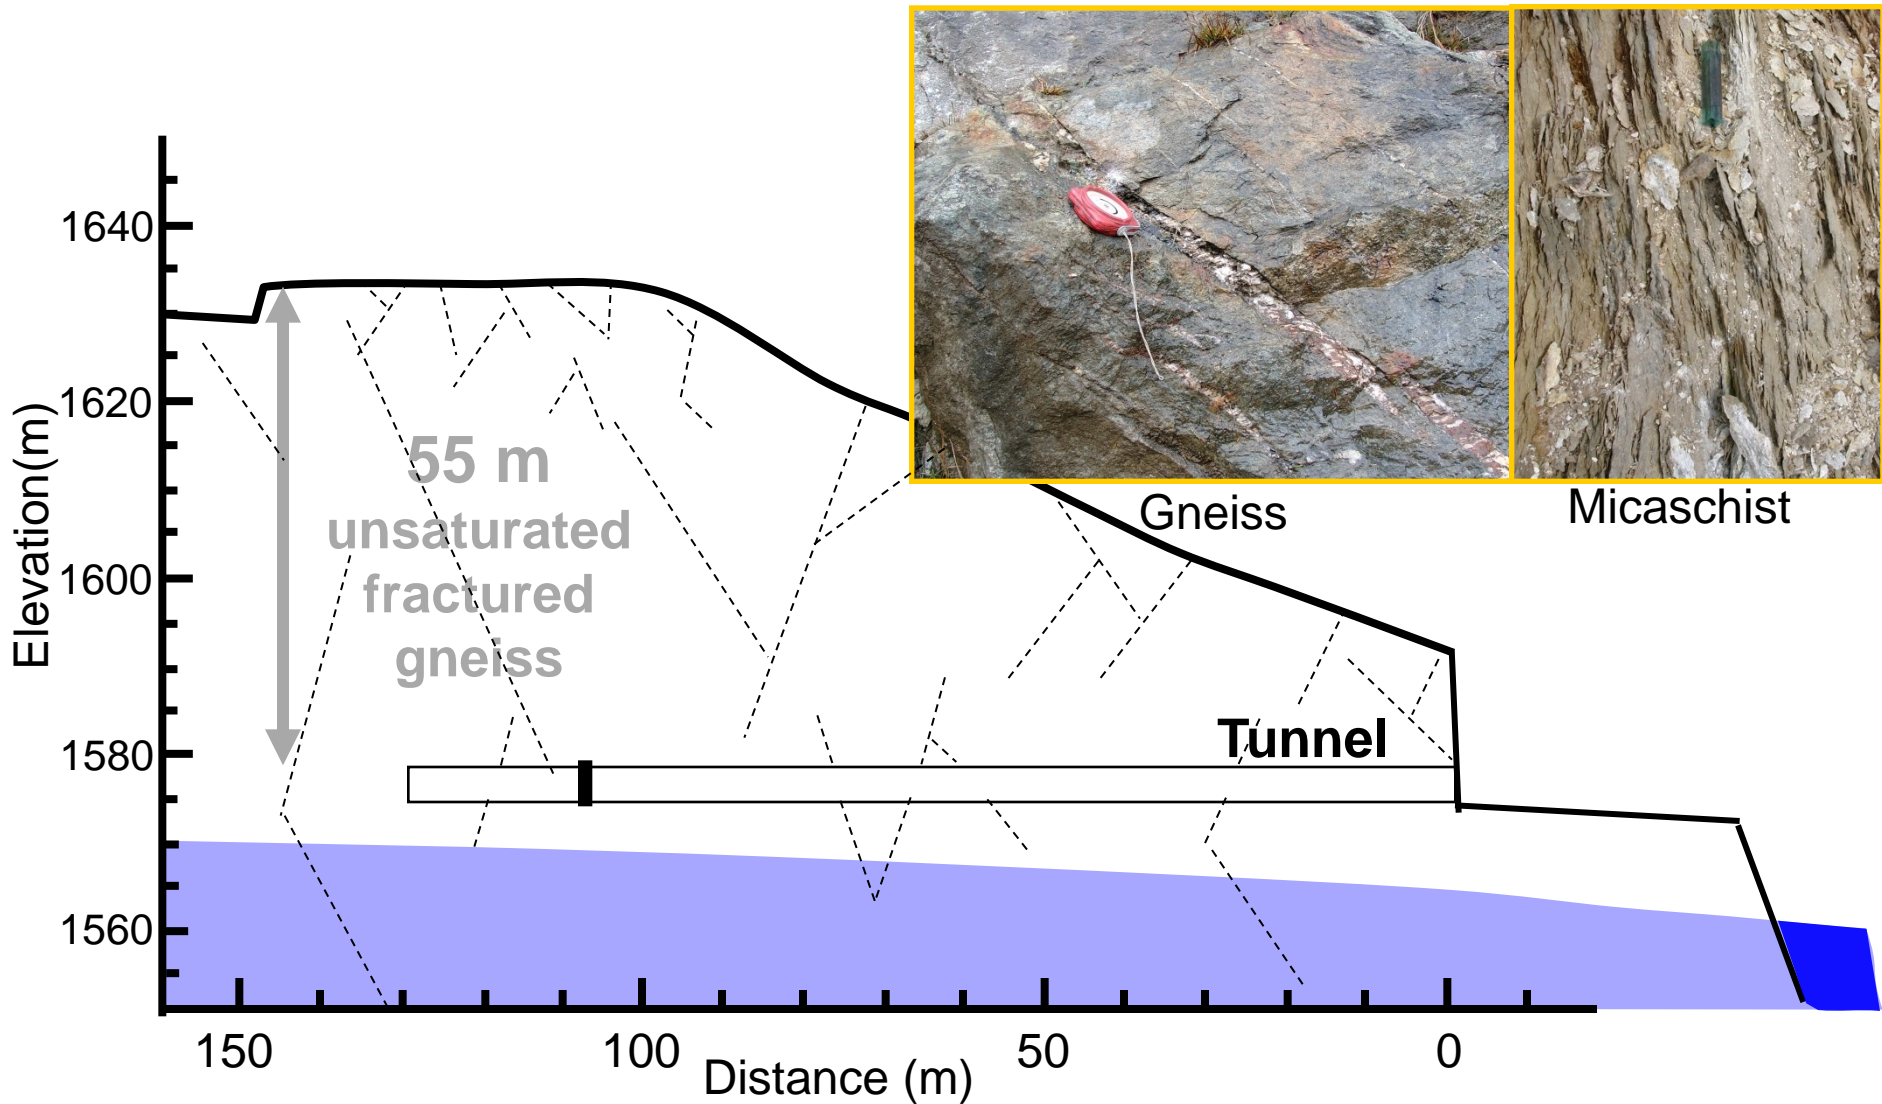 Gneiss
Micaschist
Elevation(m)
1640
1620
1600
1580
1560
55 m
unsaturated
fractured
gneiss
Tunnel
150
100
50
0
Distance (m)